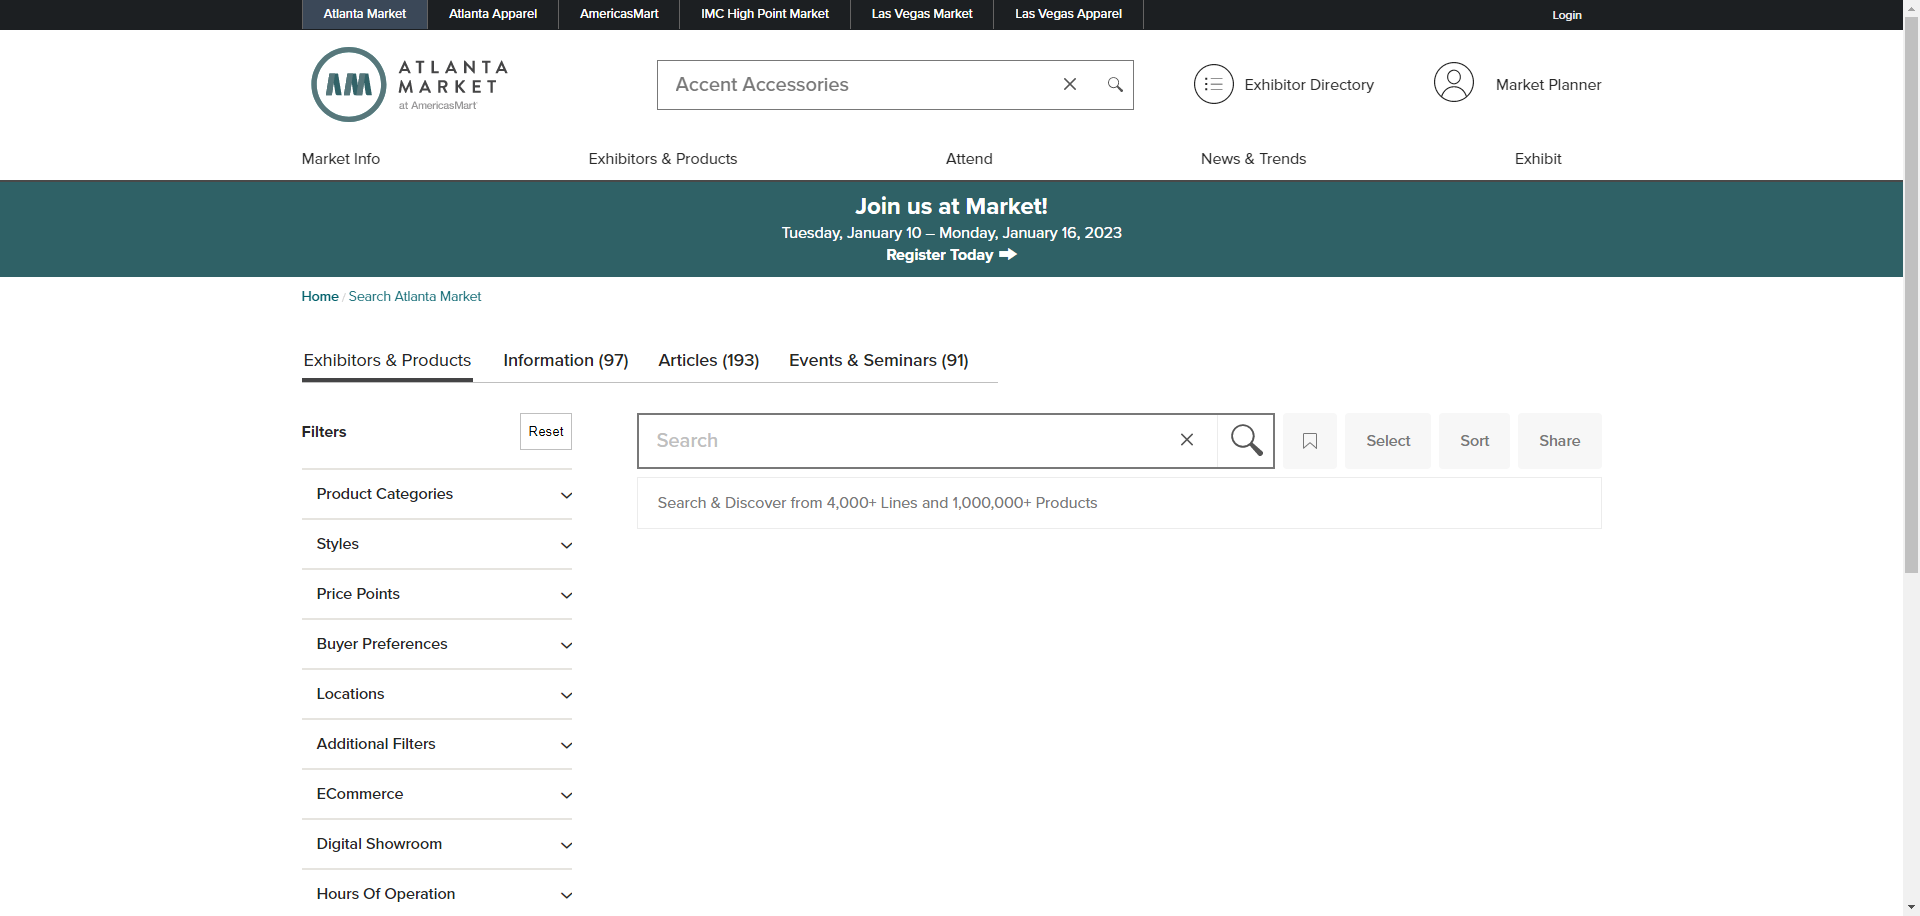 Atlanta Market
Atlanta Apparel
AmericasMart
IMC High Point Market
Las Vegas Market
Las Vegas Apparel
Login
AM
ATLANTA
MARKET
at AmericasMart
Accent Accessories
Exhibitor Directory
Market Planner
Market Info
Exhibitors & Products
Attend
News & Trends
Exhibit
Join us at Market!
Tuesday, January 10 – Monday, January 16, 2023
Register Today
Home / Search Atlanta Market
Exhibitors & Products
Information (97)
Articles (193)
Events & Seminars (91)
Filters
Reset
Search
Select
Sort
Share
Search & Discover from 4,000+ Lines and 1,000,000+ Products
Product Categories
Styles
Price Points
Buyer Preferences
Locations
Additional Filters
ECommerce
Digital Showroom
Hours Of Operation